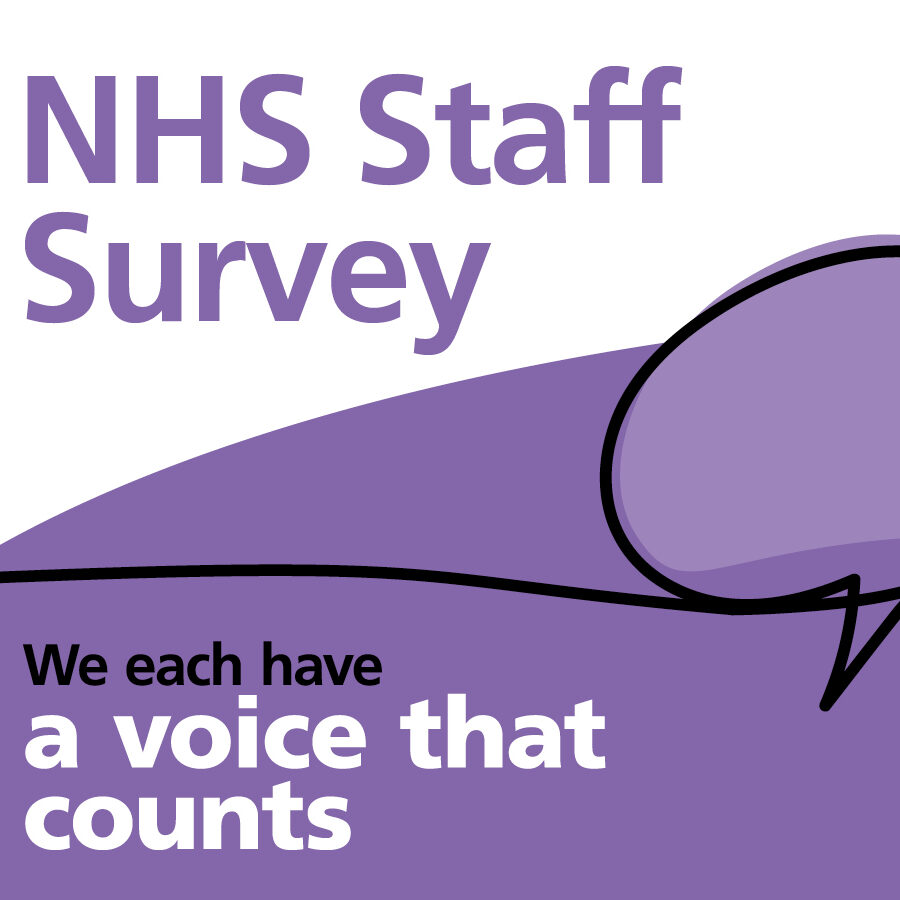 NHS Staff
Survey
We each have
a voice that
counts